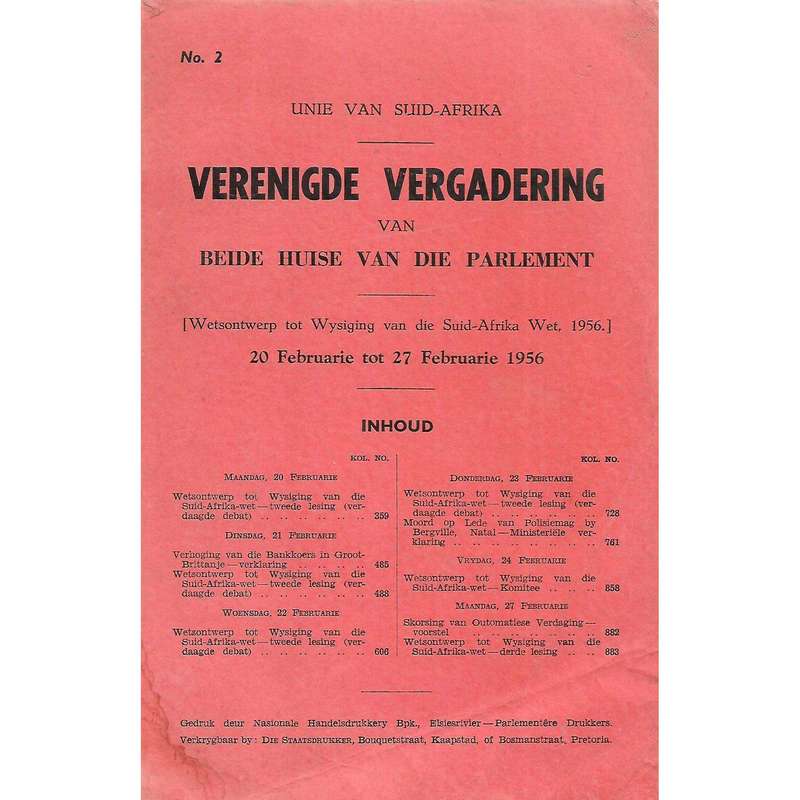 No. 2
UNIE VAN SUID-AFRIKA
VERENIGDE VERGADERING
VAN
BEIDE HUISE VAN DIE PARLEMENT
[Wetsontwerp tot Wysiging van die Suid-Afrika Wet, 1956.]
20 Februarie tot 27 Februarie 1956
INHOUD
KOL. NO.
MAANDAG, 20 FEBRUARIE
Wetsontwerp tot Wysiging van die
Suid-Afrika-wet—tweede lesing (ver-
daagde debat) .. .. .. .. .. .. 359
DINSDAG, 21 FEBRUARIE
Verhoging van die Bankkoers in Groot-
Brittanje—verklaring .. .. .. .. 485
Wetsontwerp tot Wysiging van die
Suid-Afrika-wet—tweede lesing (ver-
daagde debat) .. .. .. .. .. .. 488
WOENSDAG, 22 FEBRUARIE
Wetsontwerp tot Wysiging van die
Suid-Afrika-wet—tweede lesing (ver-
daagde debat) .. .. .. .. .. .. 606
KOL. NO.
DONDERDAG, 23 FEBRUARIE
Wetsontwerp tot Wysiging van die
Suid-Afrika-wet—tweede lesing (ver-
daagde debat) .. .. .. .. .. .. 728
Moord op Lede van Polisiemag by
Bergville, Natal—Ministeriële ver-
klaring .. .. .. .. .. .. .. .. 761
VRYDAG, 24 FEBRUARIE
Wetsontwerp tot Wysiging van die
Suid-Afrika-wet—Komitee .. .. .. 858
MAANDAG, 27 FEBRUARIE
Skorsing van Outomatiese Verdaging—
voorstel .. .. .. .. .. .. .. .. 882
Wetsontwerp tot Wysiging van die
Suid-Afrika-wet—derde lesing .. .. 883
Gedruk deur Nasionale Handelsdrukkery Bpk., Elsiesrivier—Parlementêre Drukkers.
Verkrygbaar by: DIE STAATSDRUKKER, Bouquetstraat, Kaapstad, of Bosmanstraat, Pretoria.